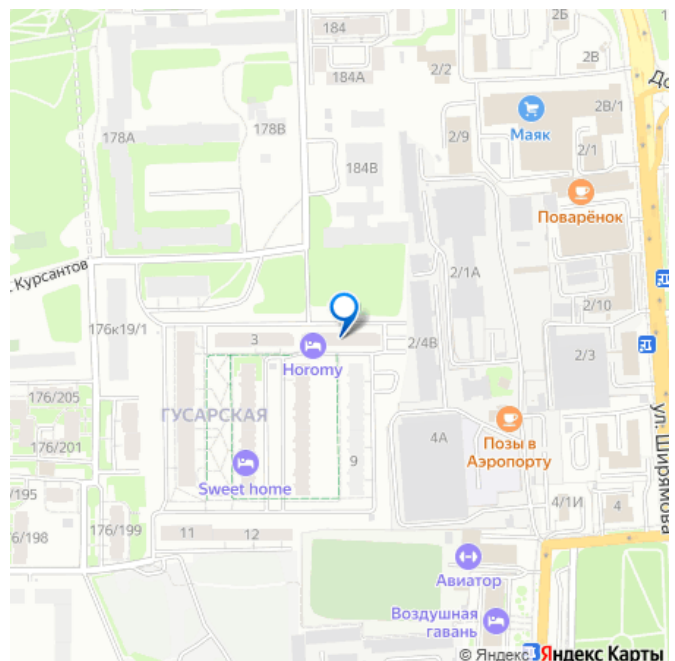 184
2Б
2/2
2В
184А
До
2В/1
178А
178В
Маяк
2/9
2/1
184В
Поварёнок
Курсантов
2/1А
2/10
176к19/1
3
2/4В
2/3
Horomy
176/205
ГУСАРСКАЯ
4А
Позы в
Аэропорту
ул. Ширямова
176/201
9
Sweet home
/195
4/1И
4
6/198
176/199
11
12
Авиатор
Воздушная
гавань
© Яндекс
Яндекс Карты